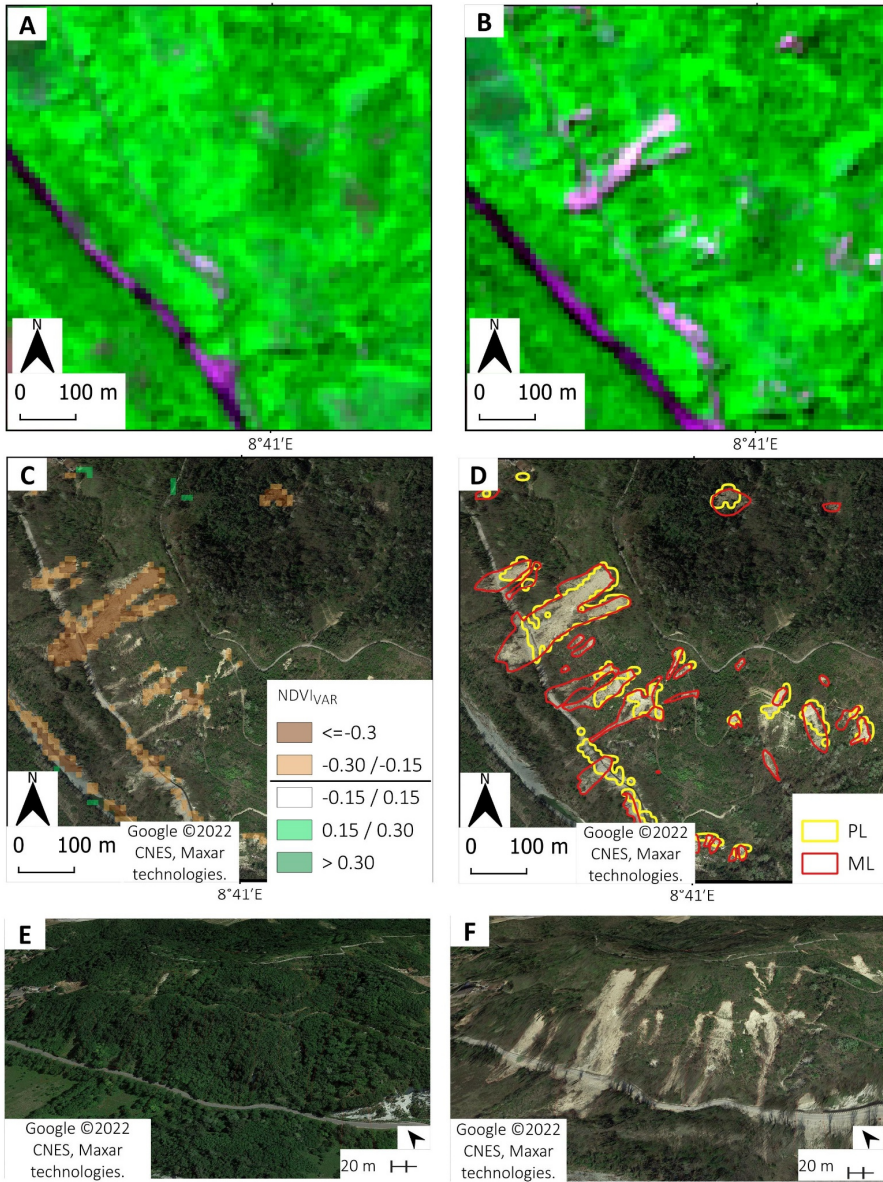 A
N
0 100 m
8°41′E
B
N
0 100 m
8°41′E
C
NDVIVAR
<=-0.3
-0.30 /-0.15
-0.15 / 0.15
0.15 / 0.30
> 0.30
N
0 100 m
Google ©2022
CNES, Maxar
technologies.
8°41′E
D
N
0 100 m
Google ©2022
CNES, Maxar
technologies.
PL
ML
8°41′E
E
Google ©2022
CNES, Maxar
technologies.
20 m
F
Google ©2022
CNES, Maxar
technologies.
20 m